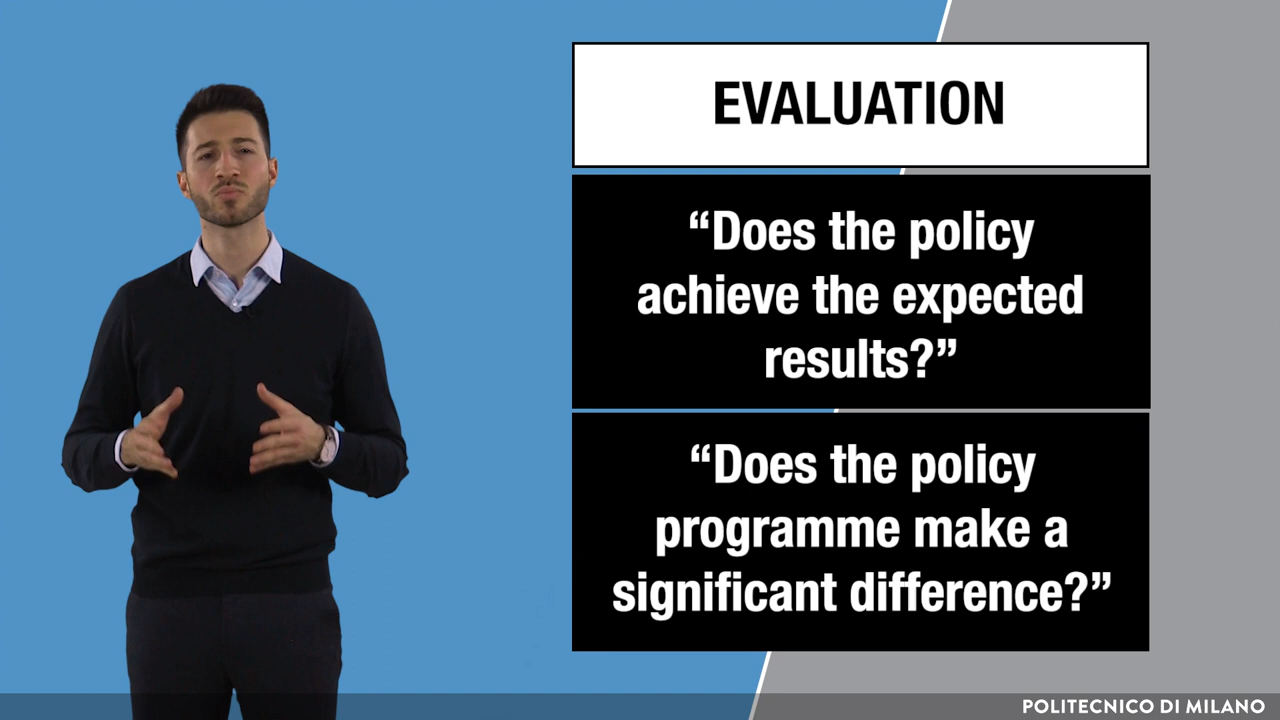 EVALUATION
“Does the policy
achieve the expected
results?”
“Does the policy
programme make a
significant difference?”
POLITECNICO DI MILANO